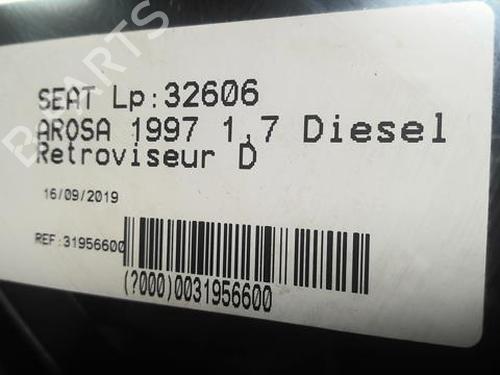 SEAT Lp:32606
AROSA 1997 1,7 Diesel
Retroviseur D
16/09/2019
REF:31956600
(?000)0031956600